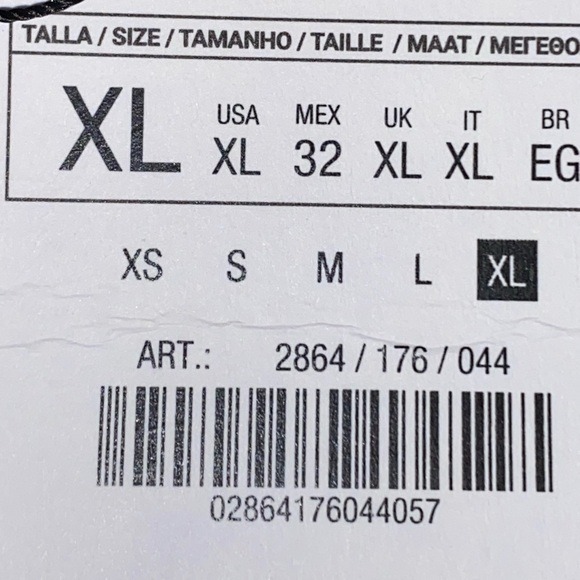 TALLA / SIZE / TAMANHO / TAILLE / MAAT / ΜΕΓΕΘΟ
XL USA MEX UK IT BR
XL 32 XL XL EG
XS S M L XL
ART.: 2864 / 176 / 044
02864176044057